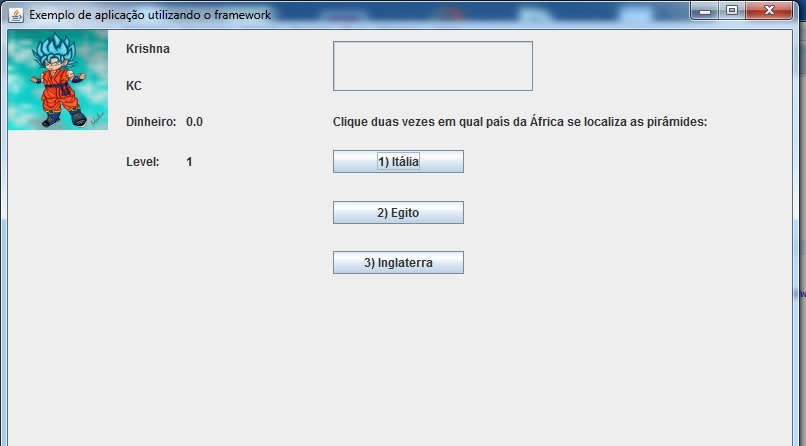 Exemplo de aplicação utilizando o framework
Krishna
KC
Dinheiro: 0.0
Level: 1
Clique duas vezes em qual país da África se localiza as pirâmides:
1) Itália
2) Egito
3) Inglaterra